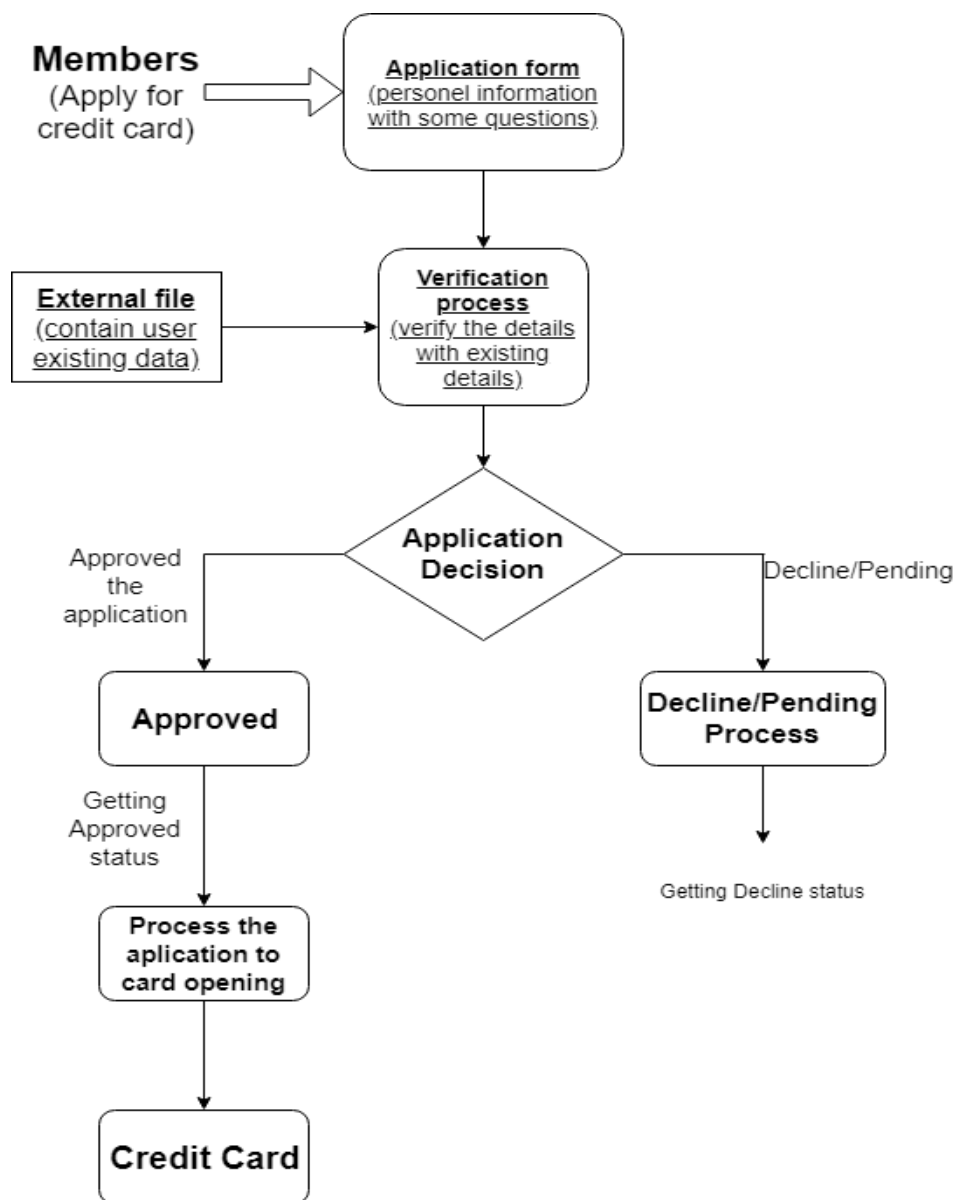 Members
(Apply for
credit card)
Application form
(personel information
with some questions)
External file
(contain user
existing data)
Verification
process
(verify the details
with existing
details)
Application
Decision
Approved
the
application
Decline/Pending
Approved
Decline/Pending
Process
Getting
Approved
status
Getting Decline status
Process the
aplication to
card opening
Credit Card